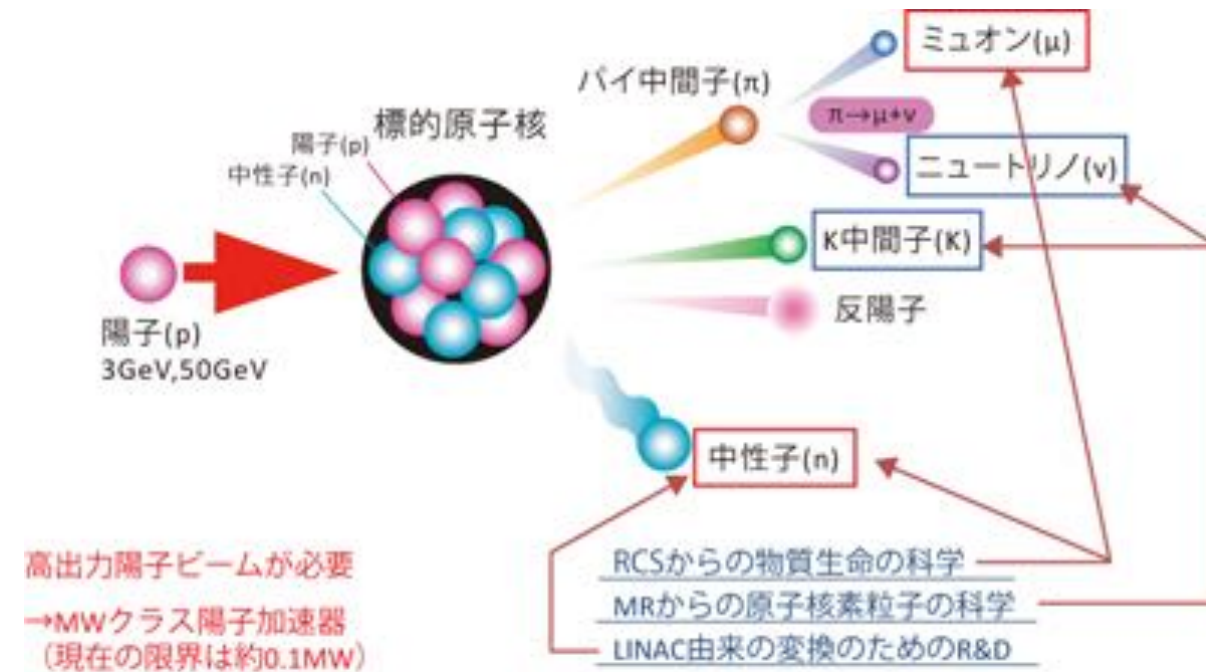 ミュオン(μ)
パイ中間子(π)
π→μ+ν
標的原子核
陽子(p)
中性子(n)
ニュートリノ(ν)
K中間子(K)
反陽子
陽子(p)
3GeV,50GeV
中性子(n)
高出力陽子ビームが必要
→MWクラス陽子加速器
(現在の限界は約0.1MW)
RCSからの物質生命の科学
MRからの原子核素粒子の科学
LINAC由来の変換のためのR&D